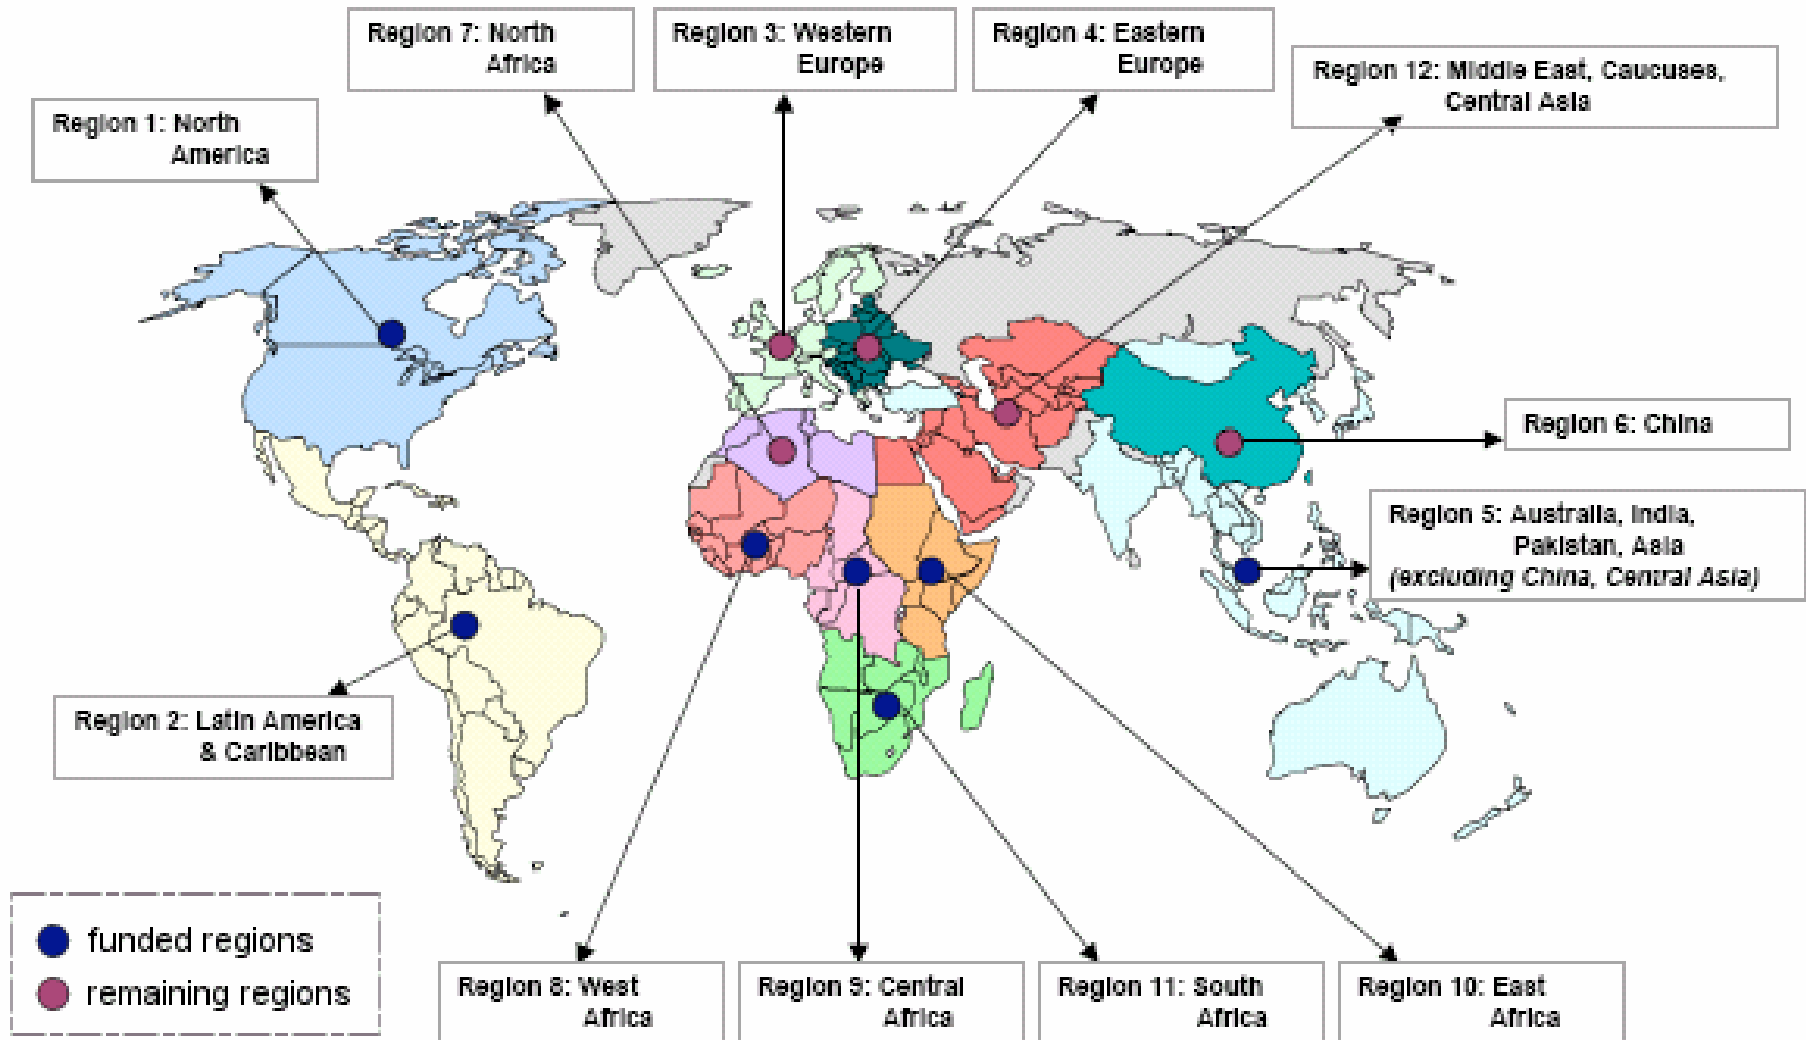 Region 7: North
Africa
Region 3: Western
Europe
Region 4: Eastern
Europe
Region 12: Middle East, Caucuses,
Central Asia
Region 1: North
America
Region 6: China
Region 5: Australia, India,
Pakistan, Asia
(excluding China, Central Asia)
Region 2: Latin America
& Caribbean
funded regions
remaining regions
Region 8: West
Africa
Region 9: Central
Africa
Region 11: South
Africa
Region 10: East
Africa